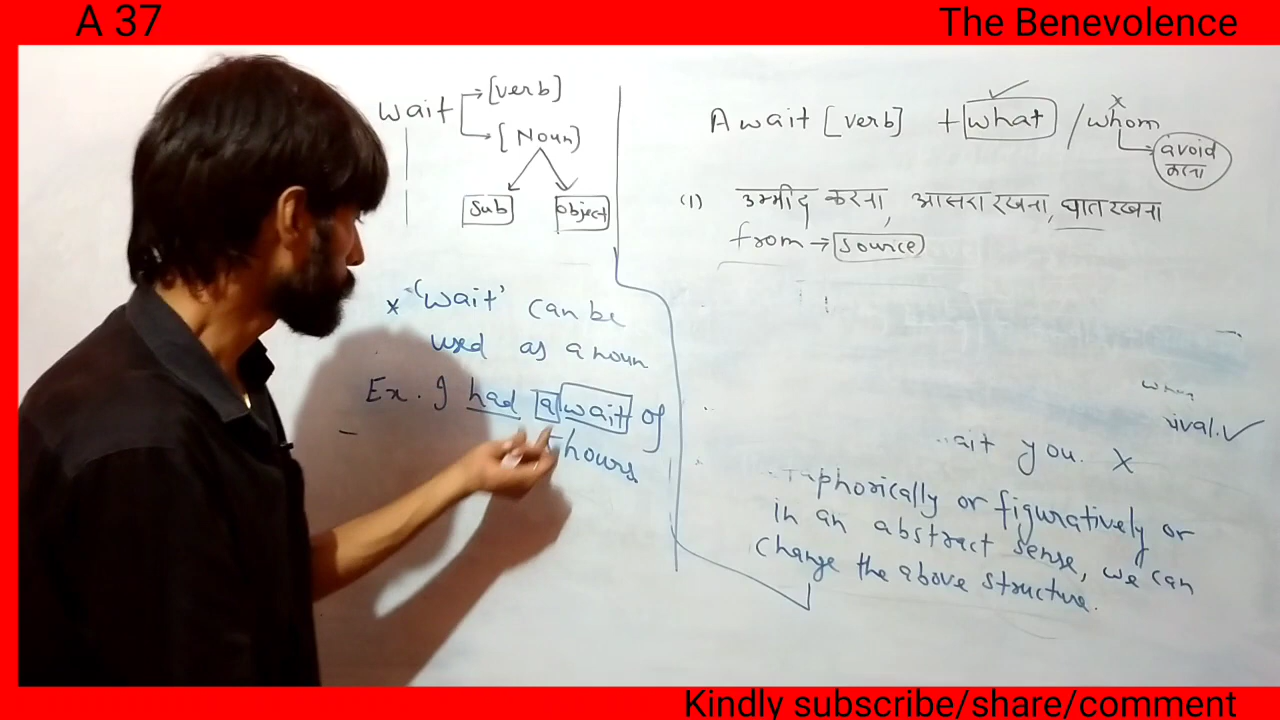 A 37
The Benevolence
wait
[verb]
[Noun]
sub
object
* 'wait' can be
used as a noun
Ex. I had a wait of
hours
Await [verb] + what / whom
avoid
करना
(1) उम्मीद करना, आसरा रखना, घात रखना
from → source
rival. ✓
ait you. X
phorically or figuratively or
in an abstract sense, we can
change the above structure.
Kindly subscribe/share/comment